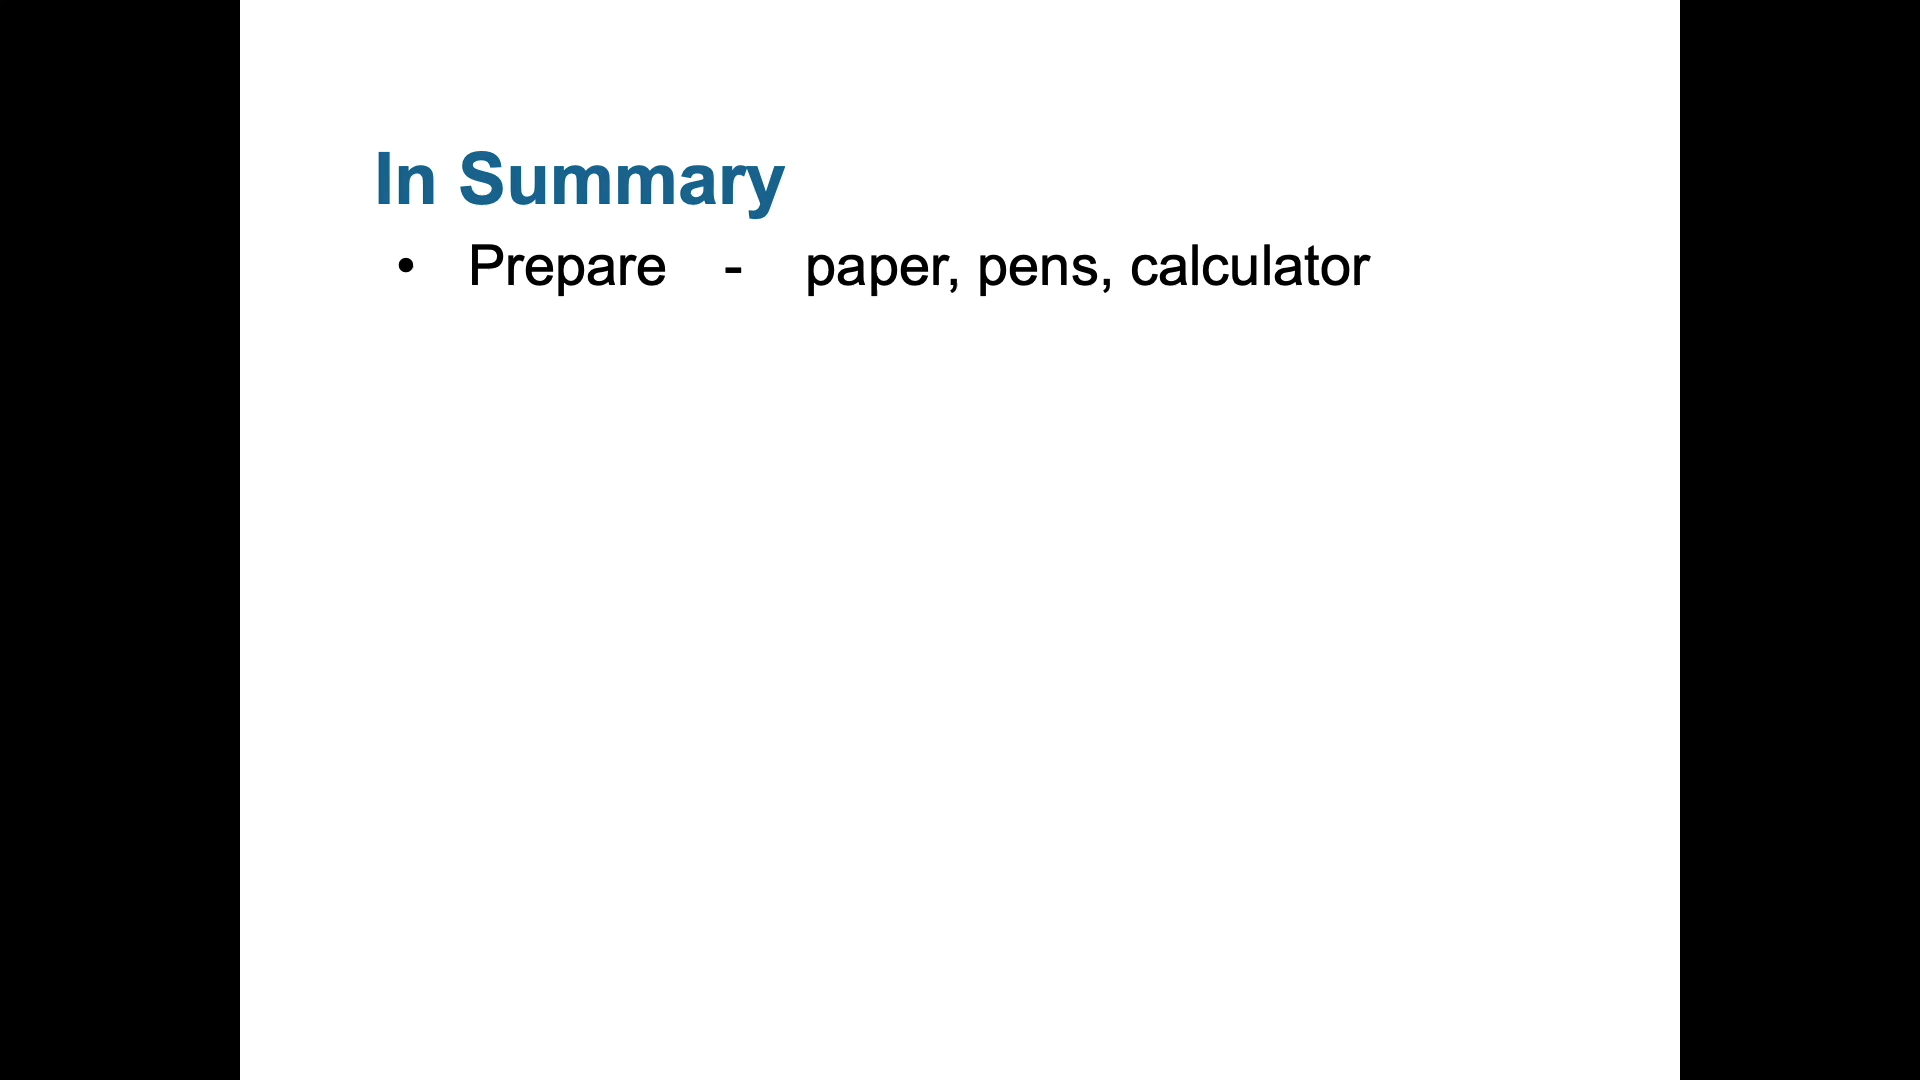 In Summary
• Prepare - paper, pens, calculator